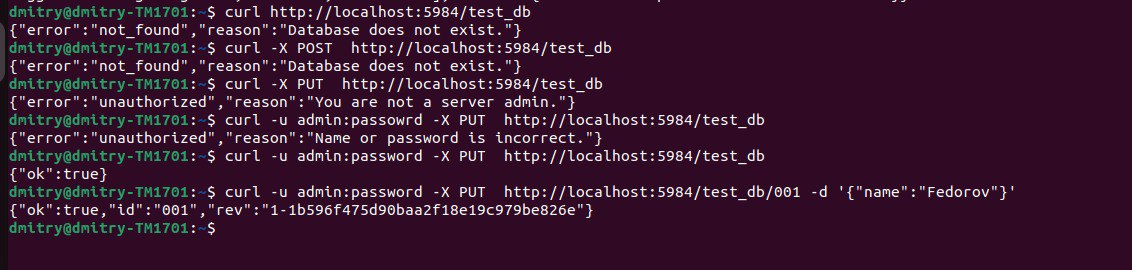 dmitry@dmitry-TM1701:~$ curl http://localhost:5984/test_db
{"error":"not_found","reason":"Database does not exist."}
dmitry@dmitry-TM1701:~$ curl -X POST  http://localhost:5984/test_db
{"error":"not_found","reason":"Database does not exist."}
dmitry@dmitry-TM1701:~$ curl -X PUT  http://localhost:5984/test_db
{"error":"unauthorized","reason":"You are not a server admin."}
dmitry@dmitry-TM1701:~$ curl -u admin:passowrd -X PUT  http://localhost:5984/test_db
{"error":"unauthorized","reason":"Name or password is incorrect."}
dmitry@dmitry-TM1701:~$ curl -u admin:password -X PUT  http://localhost:5984/test_db
{"ok":true}
dmitry@dmitry-TM1701:~$ curl -u admin:password -X PUT  http://localhost:5984/test_db/001 -d '{"name":"Fedorov"}'
{"ok":true,"id":"001","rev":"1-1b596f475d90baa2f18e19c979be826e"}
dmitry@dmitry-TM1701:~$